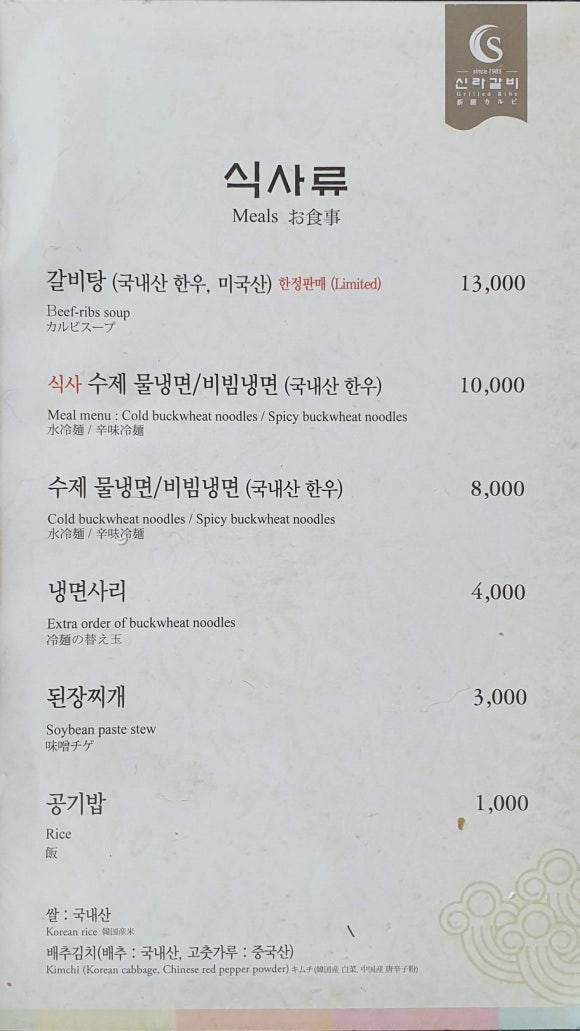 since 1985
신라갈비
Grilled Ribs
新羅カルビ
식사류
Meals お食事
갈비탕 (국내산 한우, 미국산) 한정판매 (Limited) 13,000
Beef-ribs soup
カルビスープ
식사 수제 물냉면/비빔냉면 (국내산 한우) 10,000
Meal menu : Cold buckwheat noodles / Spicy buckwheat noodles
水冷麺 / 辛味冷麺
수제 물냉면/비빔냉면 (국내산 한우) 8,000
Cold buckwheat noodles / Spicy buckwheat noodles
水冷麺 / 辛味冷麺
냉면사리 4,000
Extra order of buckwheat noodles
冷麺の替え玉
된장찌개 3,000
Soybean paste stew
味噌チゲ
공기밥 1,000
Rice
飯
쌀 : 국내산
Korean rice 韓国産米
배추김치(배추 : 국내산, 고춧가루 : 중국산)
Kimchi (Korean cabbage, Chinese red pepper powder) キムチ(韓国産 白菜, 中国産 唐辛子粉)